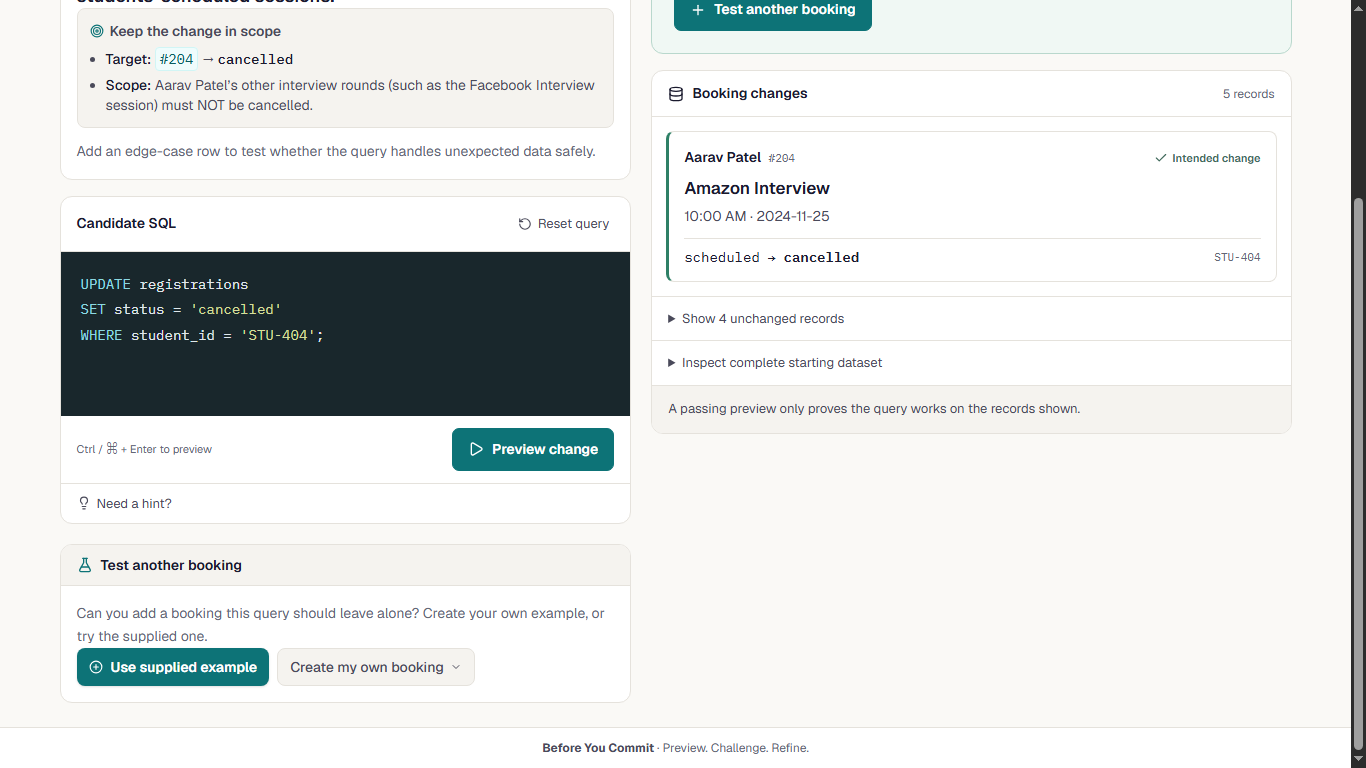 students' scheduled sessions.
Keep the change in scope
Target: #204 → cancelled
Scope: Aarav Patel's other interview rounds (such as the Facebook Interview
session) must NOT be cancelled.
Add an edge-case row to test whether the query handles unexpected data safely.
Candidate SQL
Reset query
UPDATE registrations
SET status = 'cancelled'
WHERE student_id = 'STU-404';
Ctrl / ⌘ + Enter to preview
Preview change
Need a hint?
Test another booking
Can you add a booking this query should leave alone? Create your own example, or
try the supplied one.
Use supplied example
Create my own booking
Test another booking
Booking changes
5 records
Aarav Patel #204
Intended change
Amazon Interview
10:00 AM · 2024-11-25
scheduled → cancelled
STU-404
Show 4 unchanged records
Inspect complete starting dataset
A passing preview only proves the query works on the records shown.
Before You Commit · Preview. Challenge. Refine.